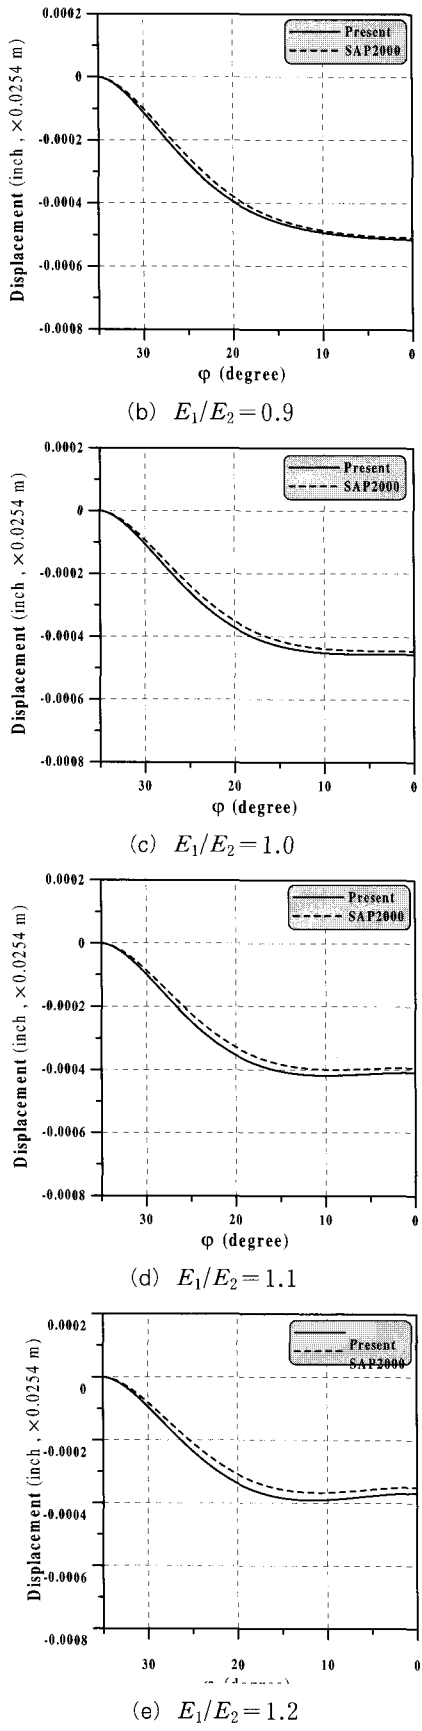 0.0002
Present
SAP2000
0
-0.0002
-0.0004
-0.0006
-0.0008
Displacement (inch , ×0.0254 m)
30 20 10 0
φ (degree)
(b) E₁/E₂=0.9
0.0002
Present
SAP2000
0
-0.0002
-0.0004
-0.0006
-0.0008
Displacement (inch , ×0.0254 m)
30 20 10 0
φ (degree)
(c) E₁/E₂=1.0
0.0002
Present
SAP2000
0
-0.0002
-0.0004
-0.0006
-0.0008
Displacement (inch , ×0.0254 m)
30 20 10 0
φ (degree)
(d) E₁/E₂=1.1
0.0002
Present
SAP2000
0
-0.0002
-0.0004
-0.0006
-0.0008
Displacement (inch , ×0.0254 m)
30 20 10 0
(e) E₁/E₂=1.2